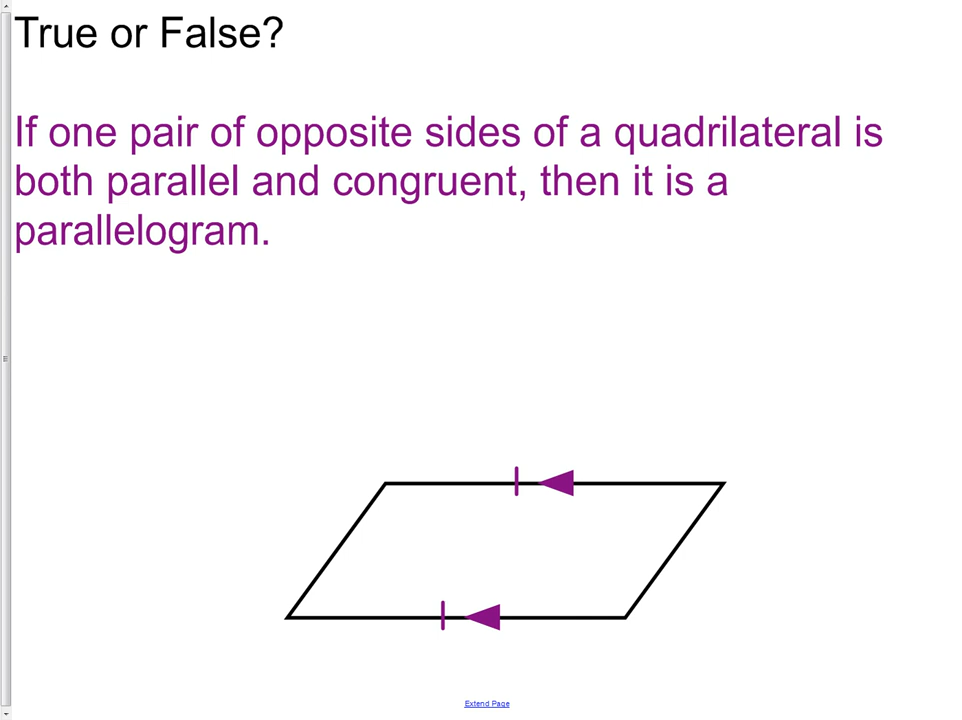 True or False?
If one pair of opposite sides of a quadrilateral is
both parallel and congruent, then it is a
parallelogram.
Extend Page